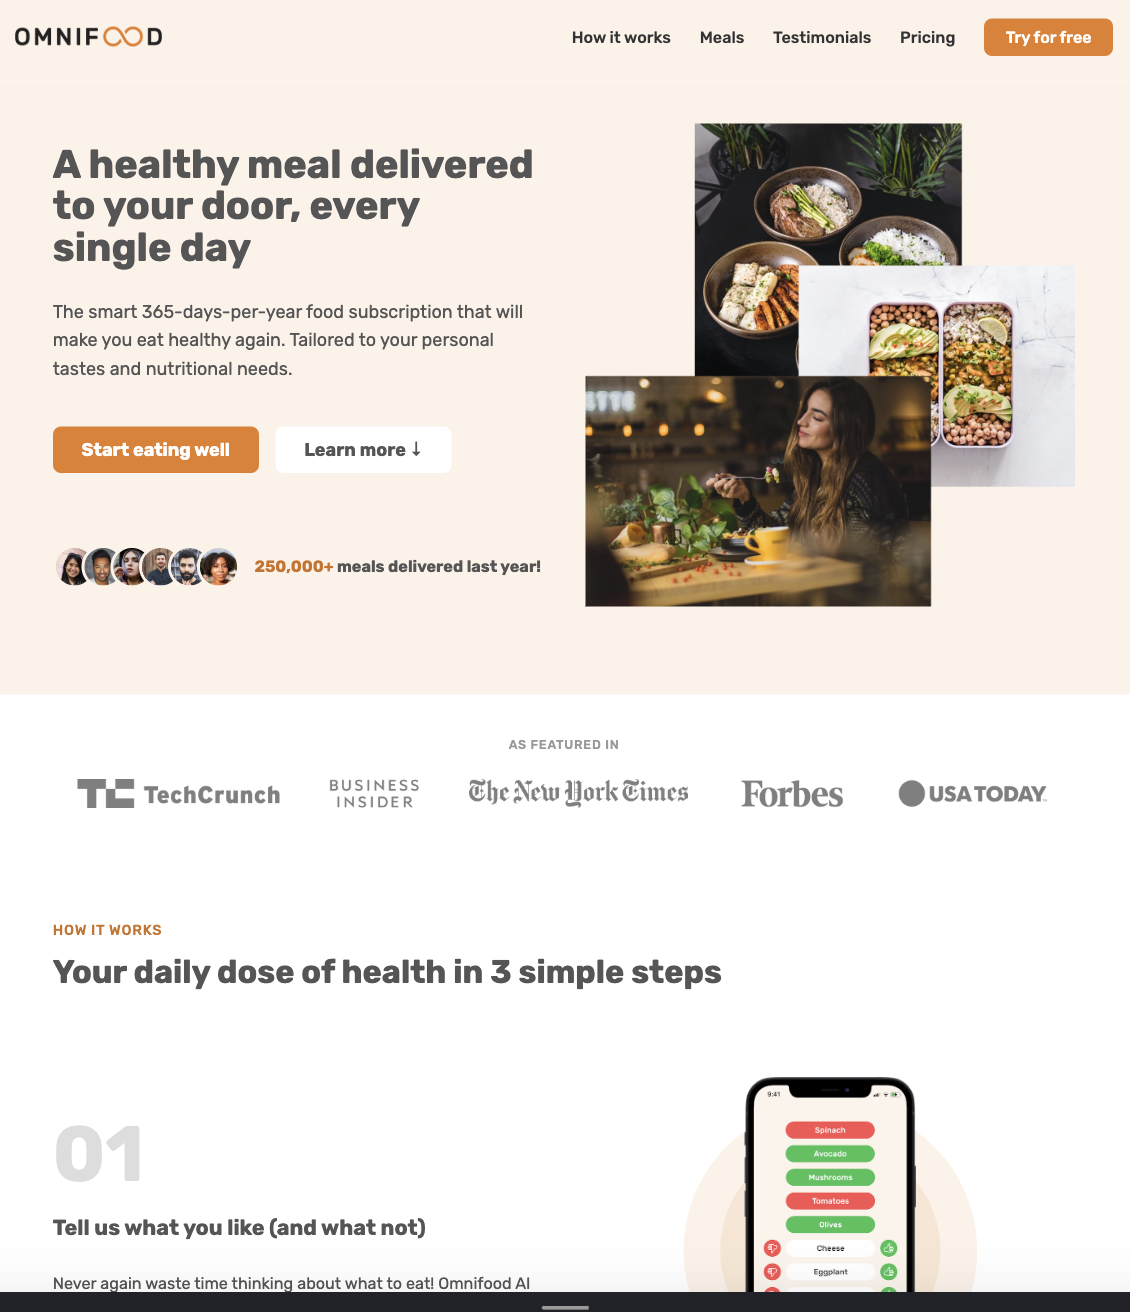 OMNIFOOD
How it works
Meals
Testimonials
Pricing
Try for free
A healthy meal delivered
to your door, every
single day
The smart 365-days-per-year food subscription that will
make you eat healthy again. Tailored to your personal
tastes and nutritional needs.
Start eating well
Learn more ↓
250,000+ meals delivered last year!
AS FEATURED IN
TC TechCrunch
BUSINESS
INSIDER
The New York Times
Forbes
USA TODAY
HOW IT WORKS
Your daily dose of health in 3 simple steps
01
Tell us what you like (and what not)
Never again waste time thinking about what to eat! Omnifood AI
9:41
Spinach
Avocado
Mushrooms
Tomatoes
Olives
Cheese
Eggplant